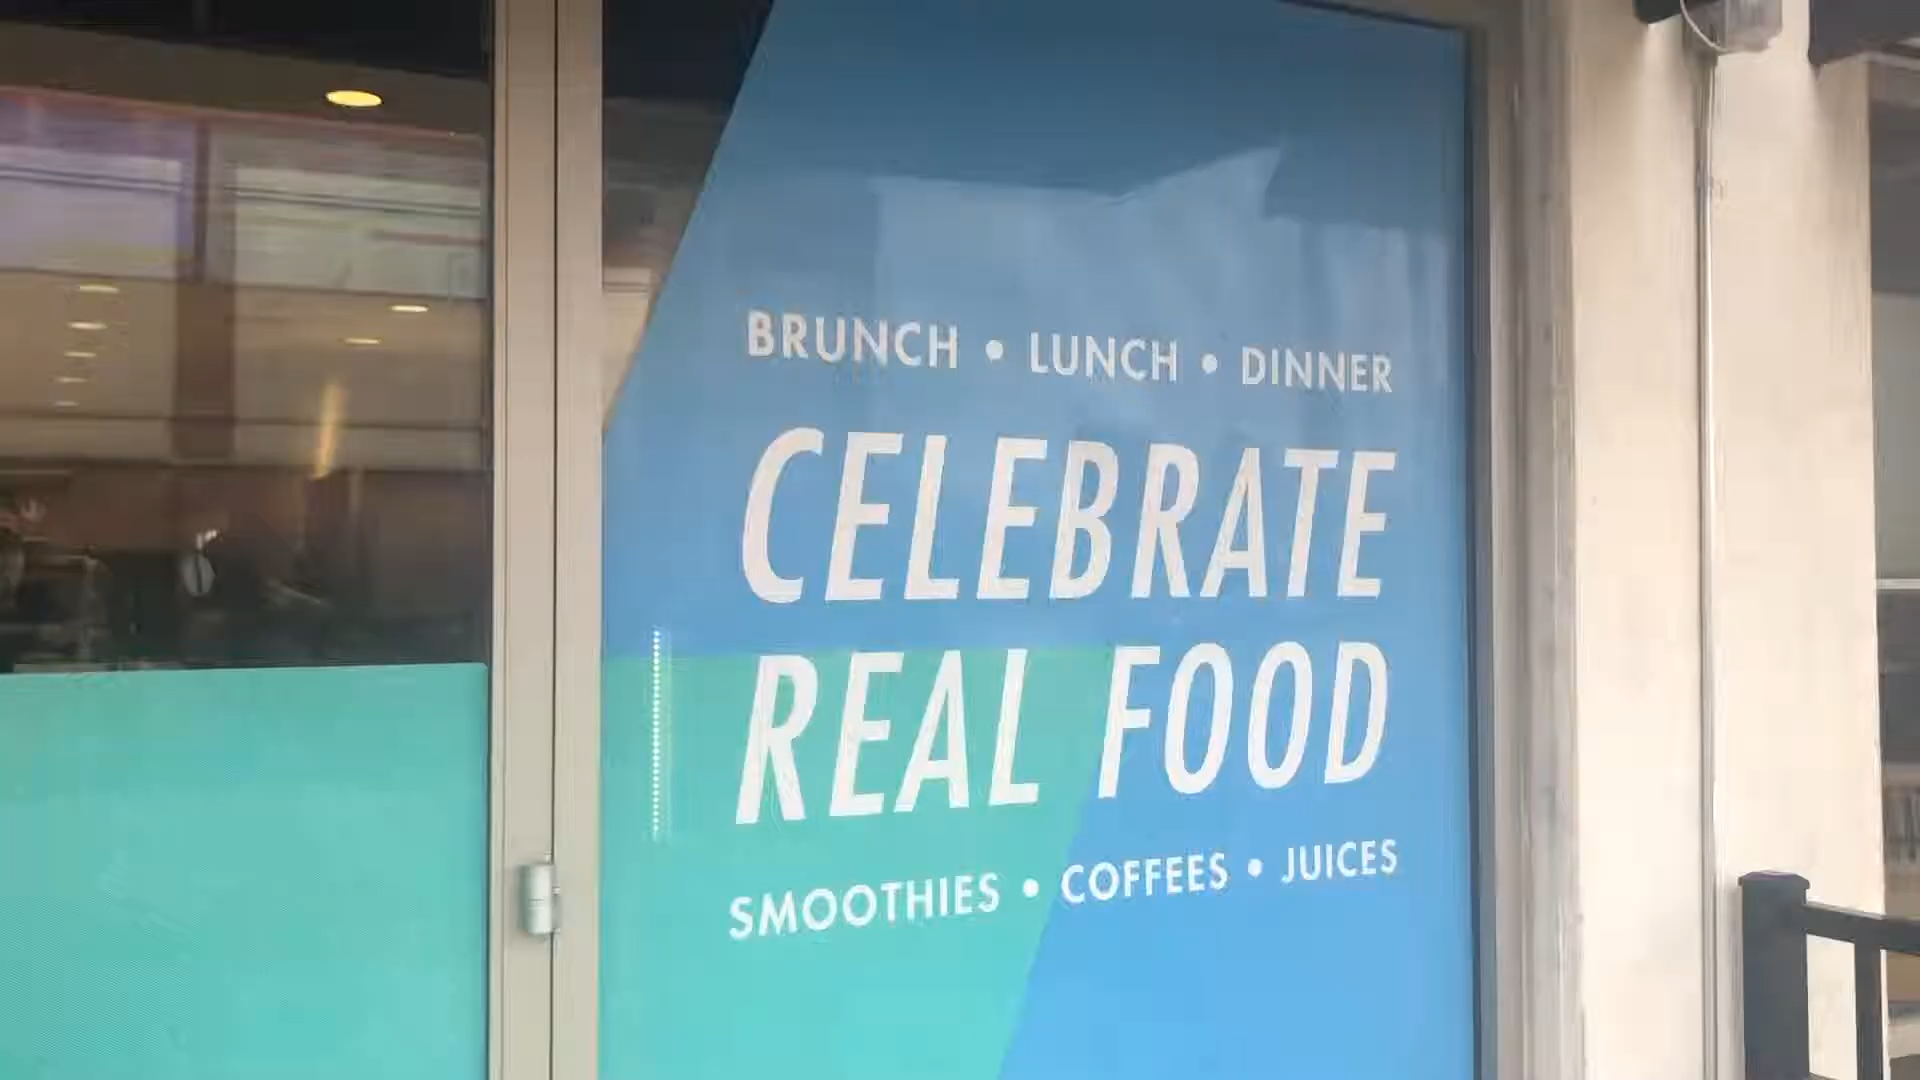 BRUNCH • LUNCH • DINNER
CELEBRATE
REAL FOOD
SMOOTHIES • COFFEES • JUICES